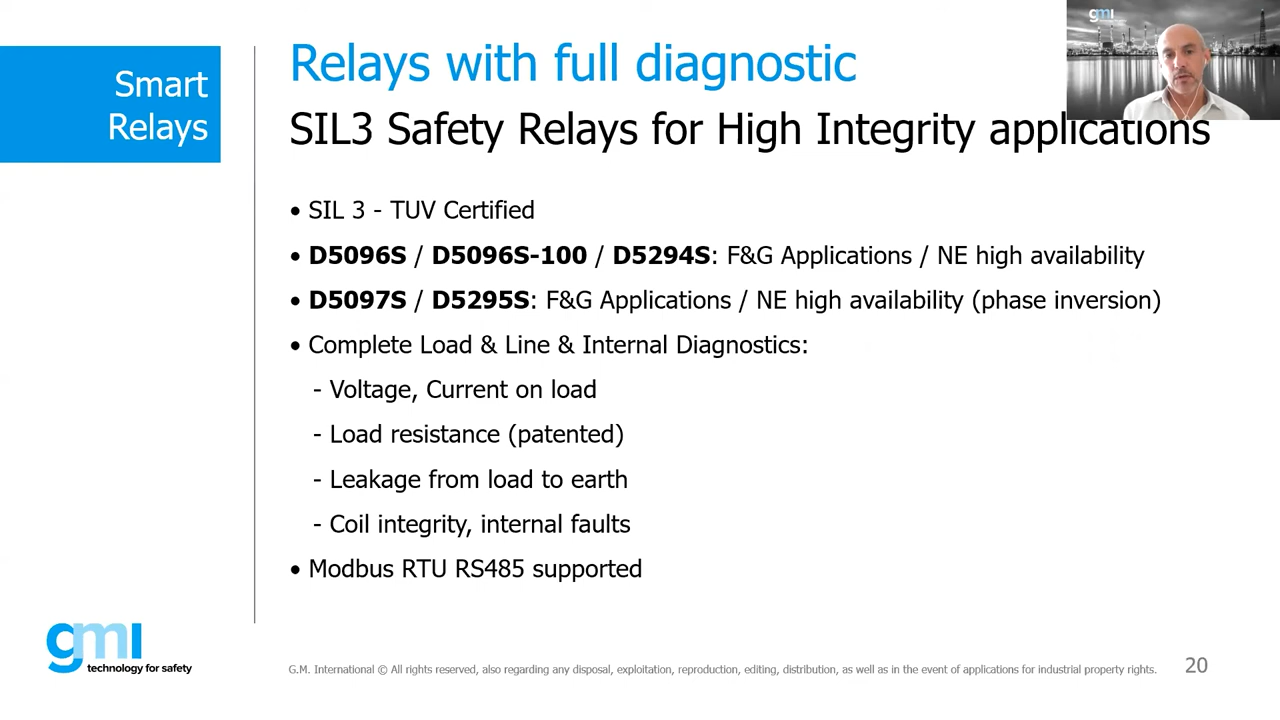 Smart
Relays
Relays with full diagnostic
gmi
SIL3 Safety Relays for High Integrity applications
• SIL 3 - TUV Certified
• D5096S / D5096S-100 / D5294S: F&G Applications / NE high availability
• D5097S / D5295S: F&G Applications / NE high availability (phase inversion)
• Complete Load & Line & Internal Diagnostics:
- Voltage, Current on load
- Load resistance (patented)
- Leakage from load to earth
- Coil integrity, internal faults
• Modbus RTU RS485 supported
gmi
technology for safety
G.M. International © All rights reserved, also regarding any disposal, exploitation, reproduction, editing, distribution, as well as in the event of applications for industrial property rights.
20